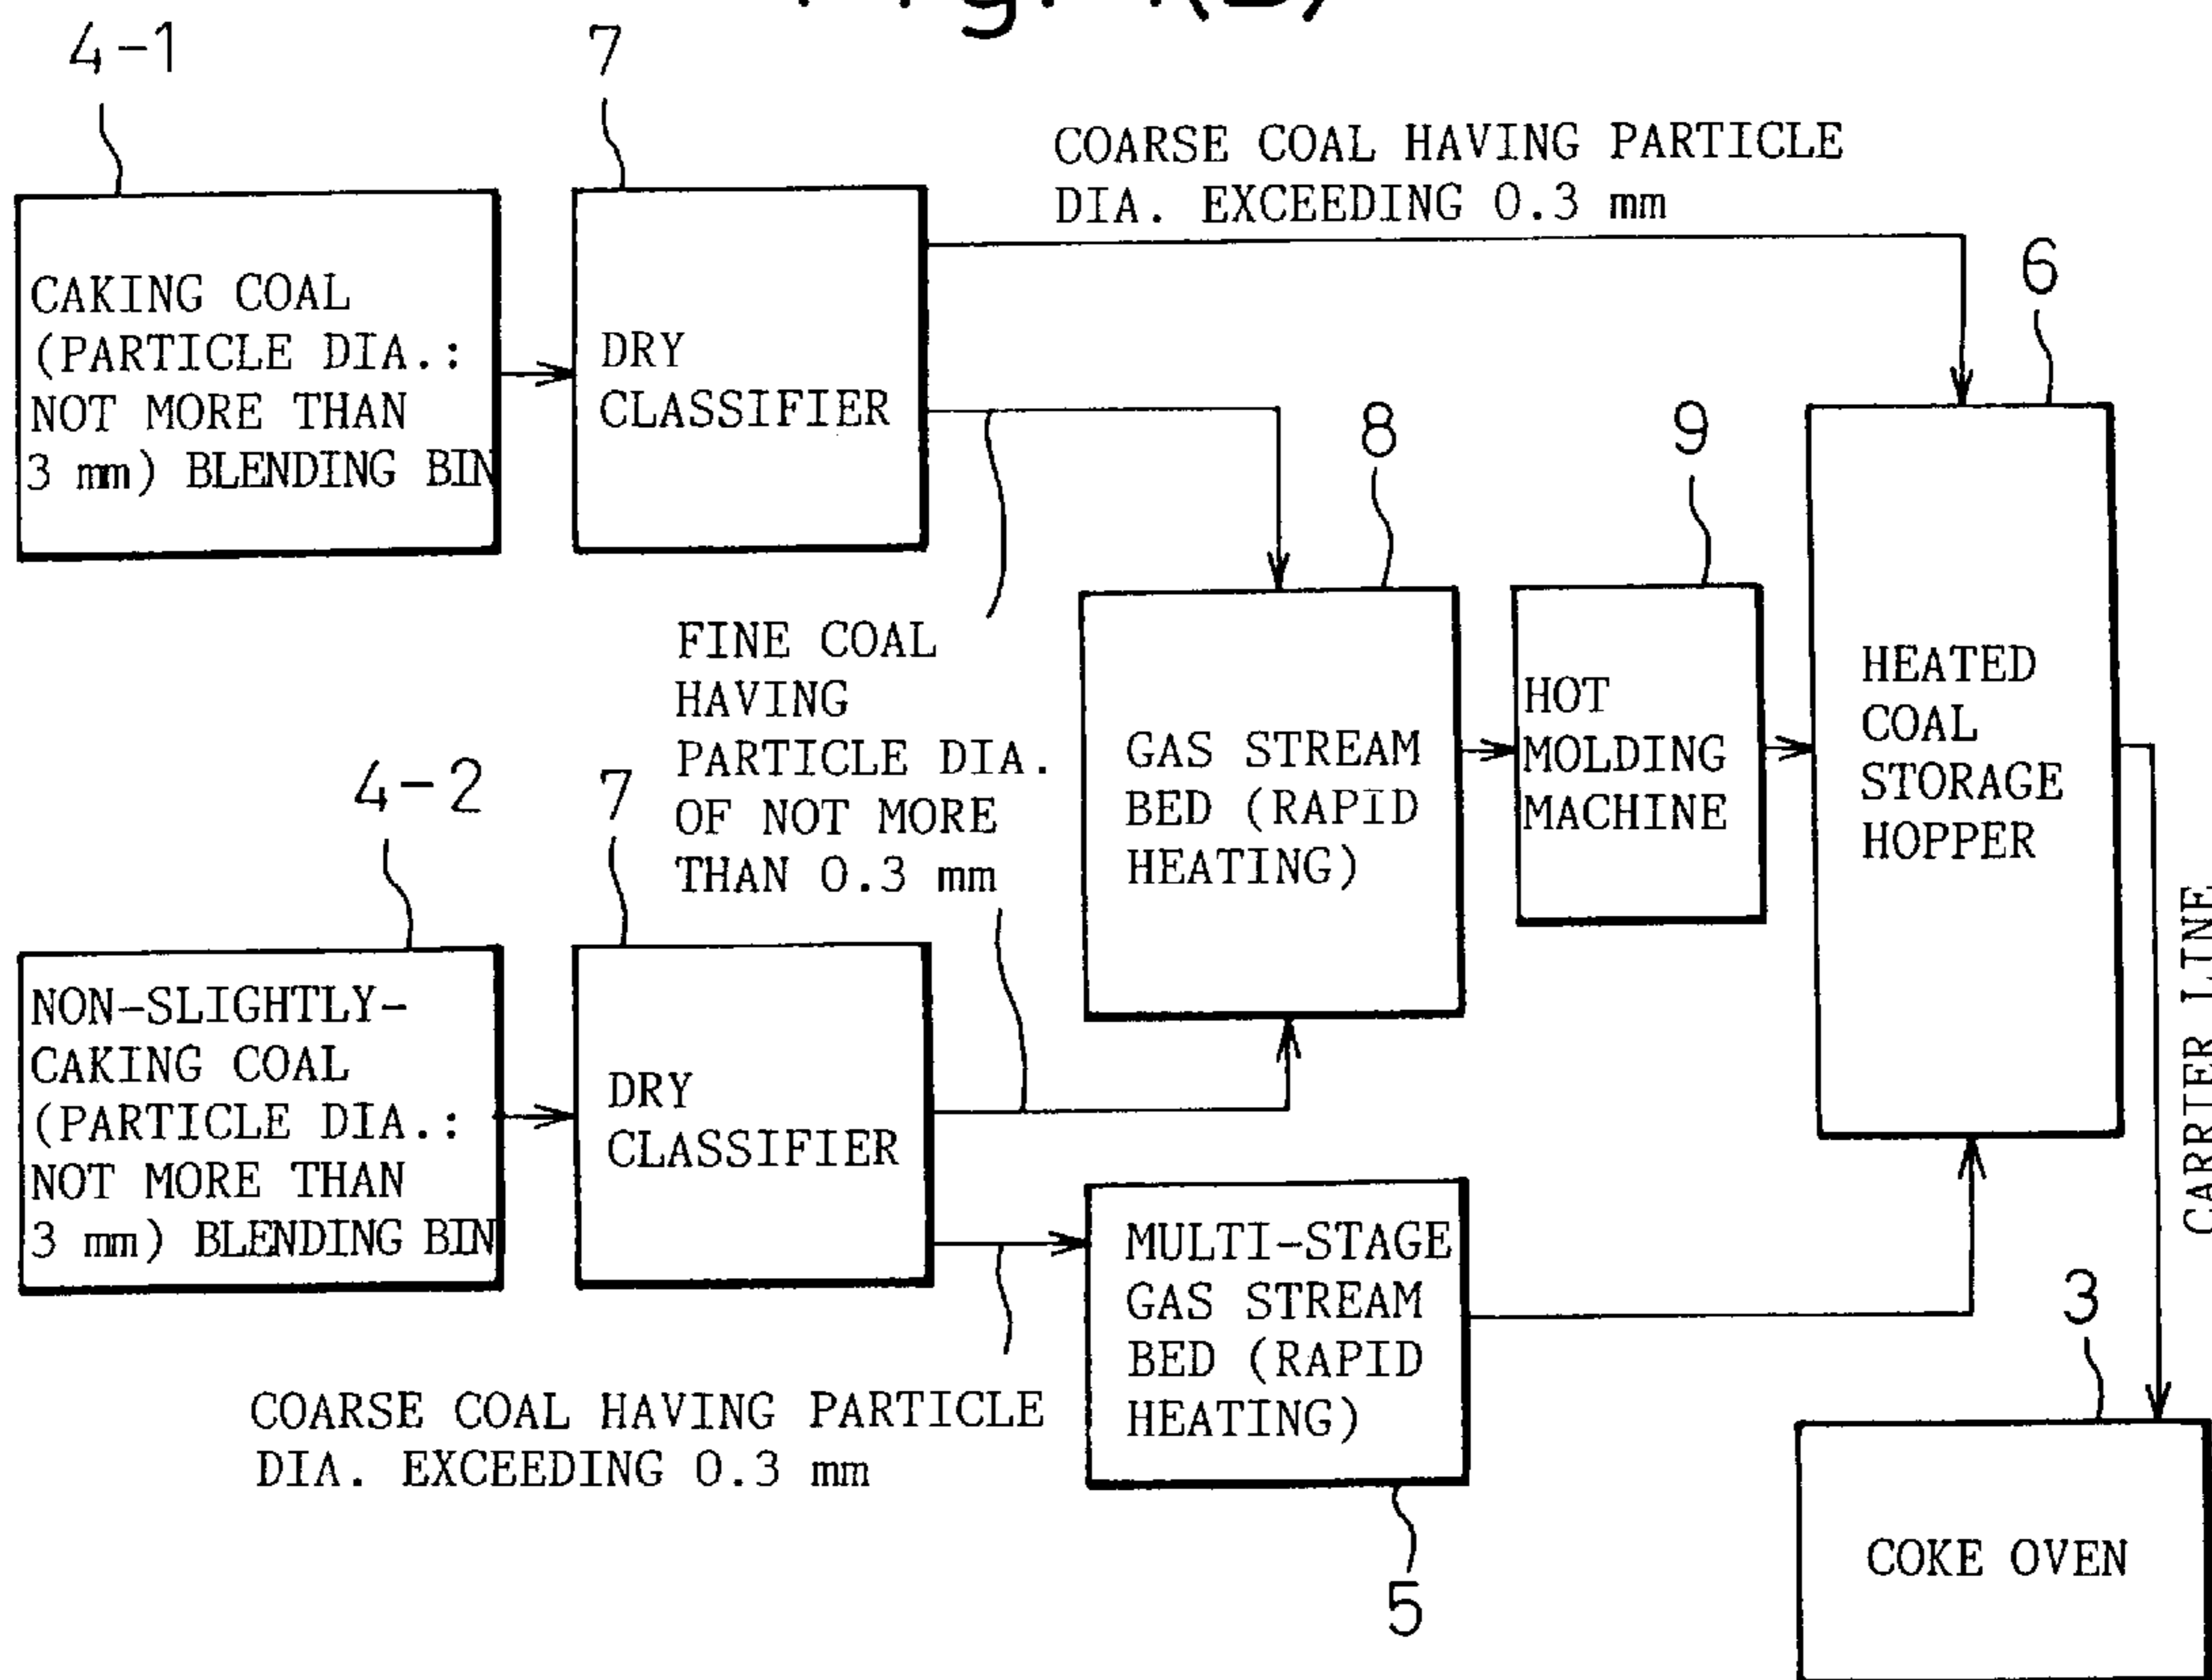 4-1
7
COARSE COAL HAVING PARTICLE
DIA. EXCEEDING 0.3 mm
6
CAKING COAL
(PARTICLE DIA.:
NOT MORE THAN
3 mm) BLENDING BIN
DRY
CLASSIFIER
8
9
FINE COAL
HAVING
PARTICLE DIA.
OF NOT MORE
THAN 0.3 mm
GAS STREAM
BED (RAPID
HEATING)
HOT
MOLDING
MACHINE
HEATED
COAL
STORAGE
HOPPER
4-2
7
NON-SLIGHTLY-
CAKING COAL
(PARTICLE DIA.:
NOT MORE THAN
3 mm) BLENDING BIN
DRY
CLASSIFIER
CARRIER LINE
MULTI-STAGE
GAS STREAM
BED (RAPID
HEATING)
COARSE COAL HAVING PARTICLE
DIA. EXCEEDING 0.3 mm
5
3
COKE OVEN